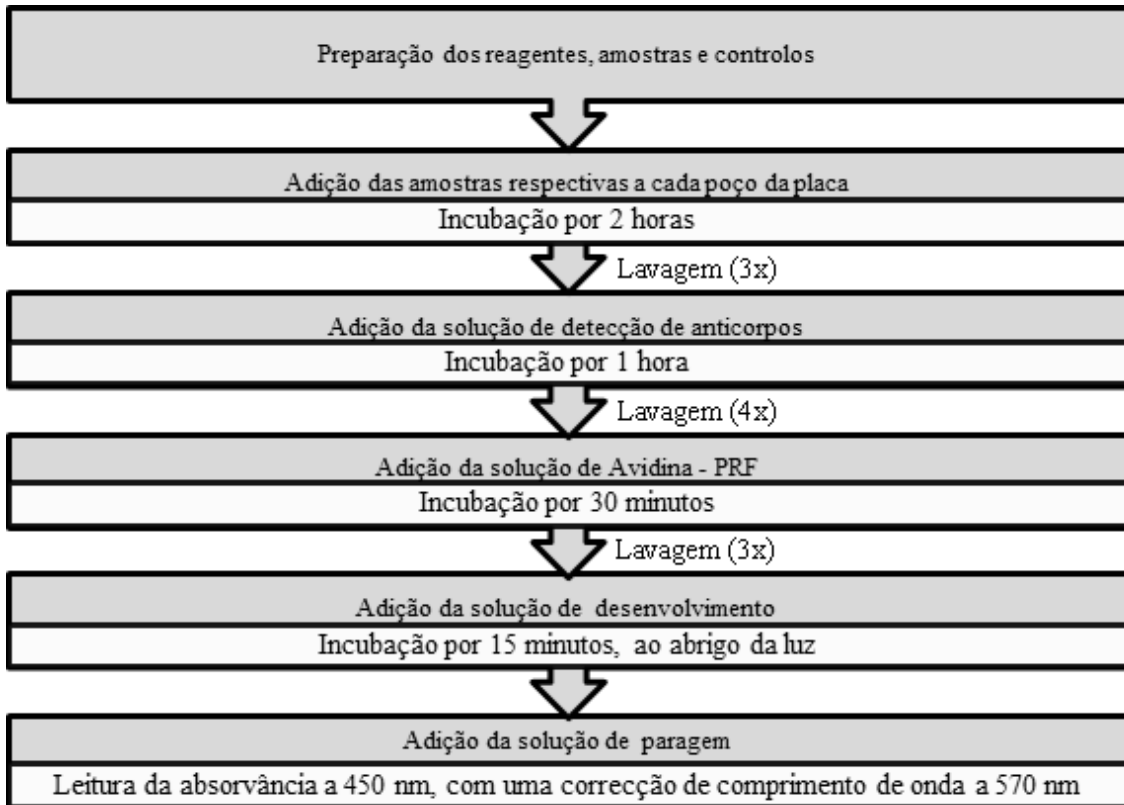 Preparação dos reagentes, amostras e controlos
Adição das amostras respectivas a cada poço da placa
Incubação por 2 horas
Lavagem (3x)
Adição da solução de detecção de anticorpos
Incubação por 1 hora
Lavagem (4x)
Adição da solução de Avidina - PRF
Incubação por 30 minutos
Lavagem (3x)
Adição da solução de desenvolvimento
Incubação por 15 minutos, ao abrigo da luz
Adição da solução de paragem
Leitura da absorvância a 450 nm, com uma correcção de comprimento de onda a 570 nm